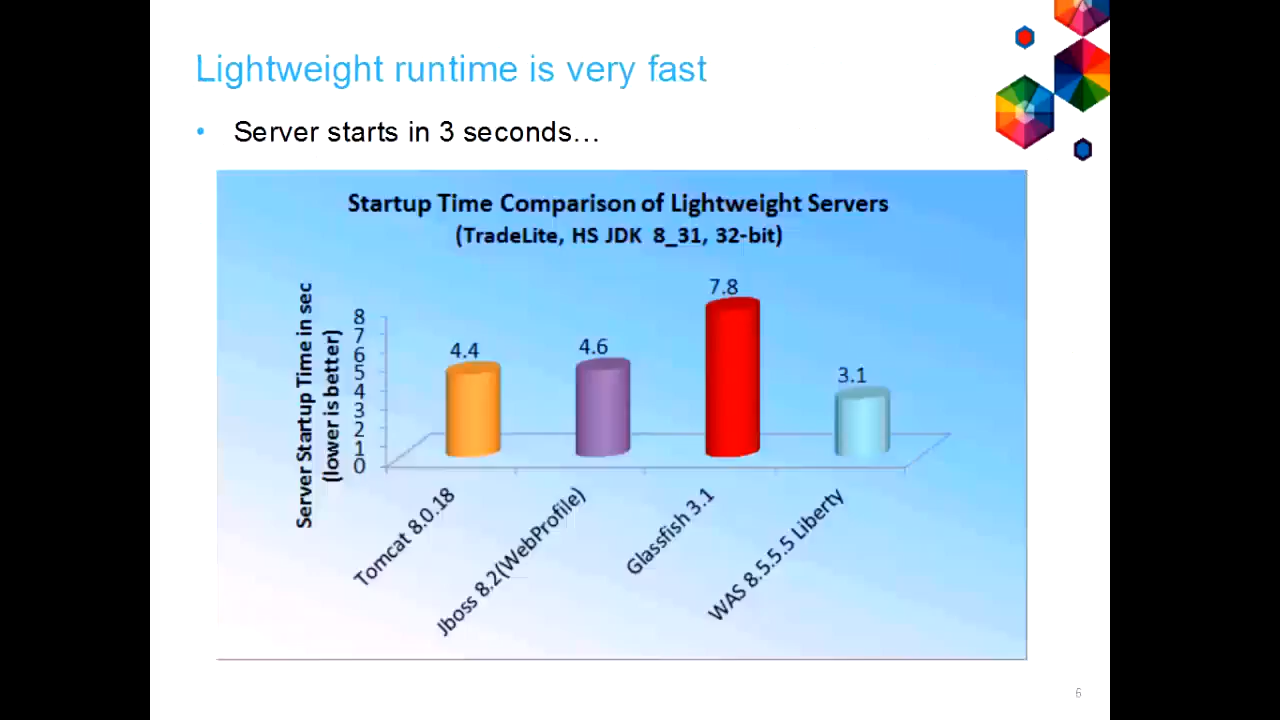 Lightweight runtime is very fast
• Server starts in 3 seconds…
Startup Time Comparison of Lightweight Servers
(TradeLite, HS JDK 8_31, 32-bit)
Server Startup Time in sec
(lower is better)
8
7
6
5
4
3
2
1
0
4.4
4.6
7.8
3.1
Tomcat 8.0.18
Jboss 8.2(WebProfile)
Glassfish 3.1
WAS 8.5.5.5 Liberty
6